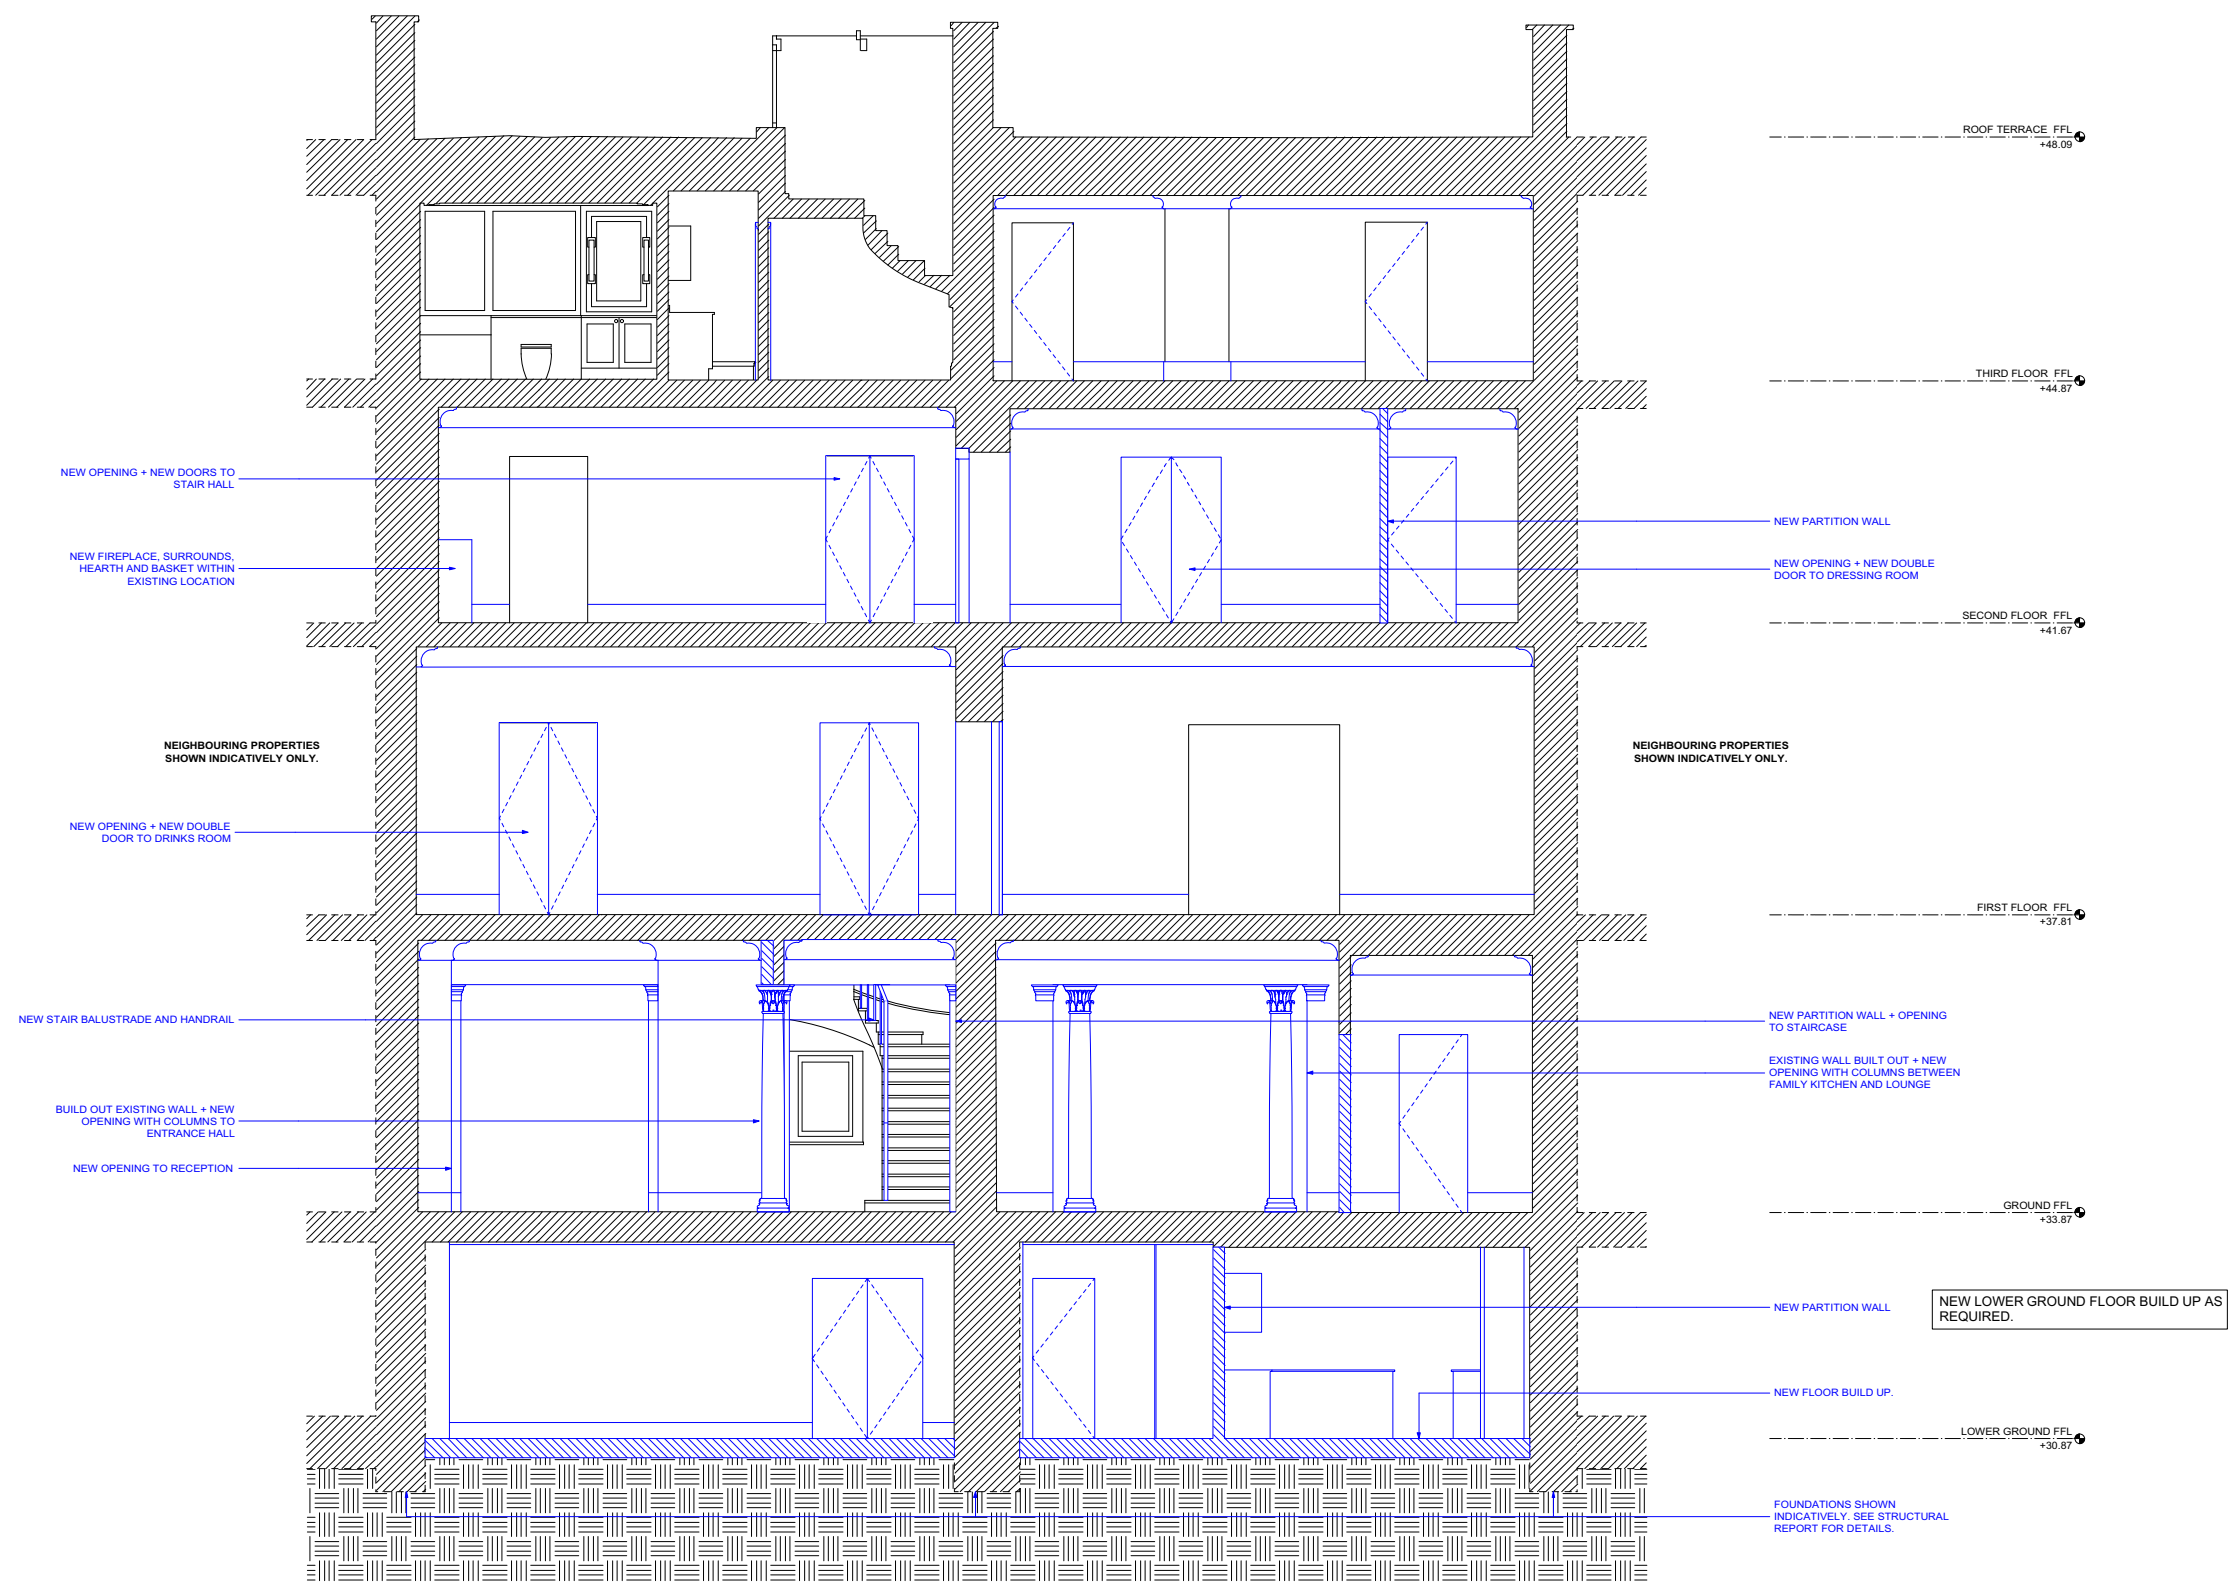 ROOF TERRACE FFL
+48.09
THIRD FLOOR FFL
+44.87
NEW OPENING + NEW DOORS TO
STAIR HALL
NEW FIREPLACE, SURROUNDS,
HEARTH AND BASKET WITHIN
EXISTING LOCATION
NEW PARTITION WALL
NEW OPENING + NEW DOUBLE
DOOR TO DRESSING ROOM
SECOND FLOOR FFL
+41.67
NEIGHBOURING PROPERTIES
SHOWN INDICATIVELY ONLY.
NEIGHBOURING PROPERTIES
SHOWN INDICATIVELY ONLY.
NEW OPENING + NEW DOUBLE
DOOR TO DRINKS ROOM
FIRST FLOOR FFL
+37.81
NEW STAIR BALUSTRADE AND HANDRAIL
NEW PARTITION WALL + OPENING
TO STAIRCASE
EXISTING WALL BUILT OUT + NEW
OPENING WITH COLUMNS BETWEEN
FAMILY KITCHEN AND LOUNGE
BUILD OUT EXISTING WALL + NEW
OPENING WITH COLUMNS TO
ENTRANCE HALL
NEW OPENING TO RECEPTION
GROUND FFL
+33.87
NEW PARTITION WALL
NEW LOWER GROUND FLOOR BUILD UP AS
REQUIRED.
NEW FLOOR BUILD UP.
LOWER GROUND FFL
+30.87
FOUNDATIONS SHOWN
INDICATIVELY. SEE STRUCTURAL
REPORT FOR DETAILS.